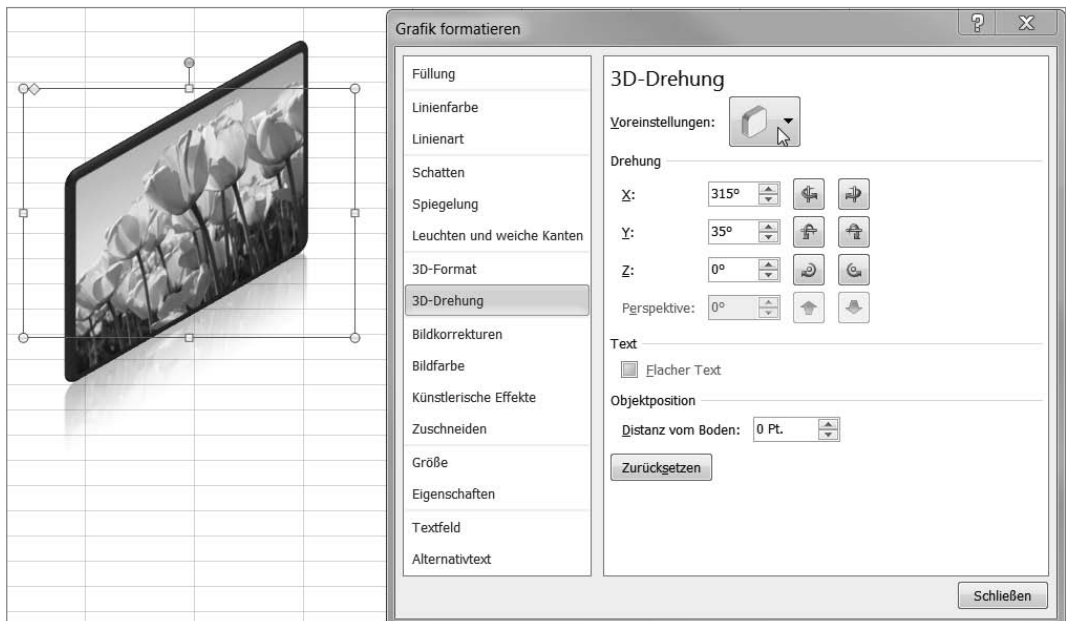 Grafik formatieren
Füllung
Linienfarbe
Linienart
Schatten
Spiegelung
Leuchten und weiche Kanten
3D-Format
3D-Drehung
Bildkorrekturen
Bildfarbe
Künstlerische Effekte
Zuschneiden
Größe
Eigenschaften
Textfeld
Alternativtext
3D-Drehung
Voreinstellungen:
Drehung
X: 315°
Y: 35°
Z: 0°
Perspektive: 0°
Text
Flacher Text
Objektposition
Distanz vom Boden: 0 Pt.
Zurücksetzen
Schließen